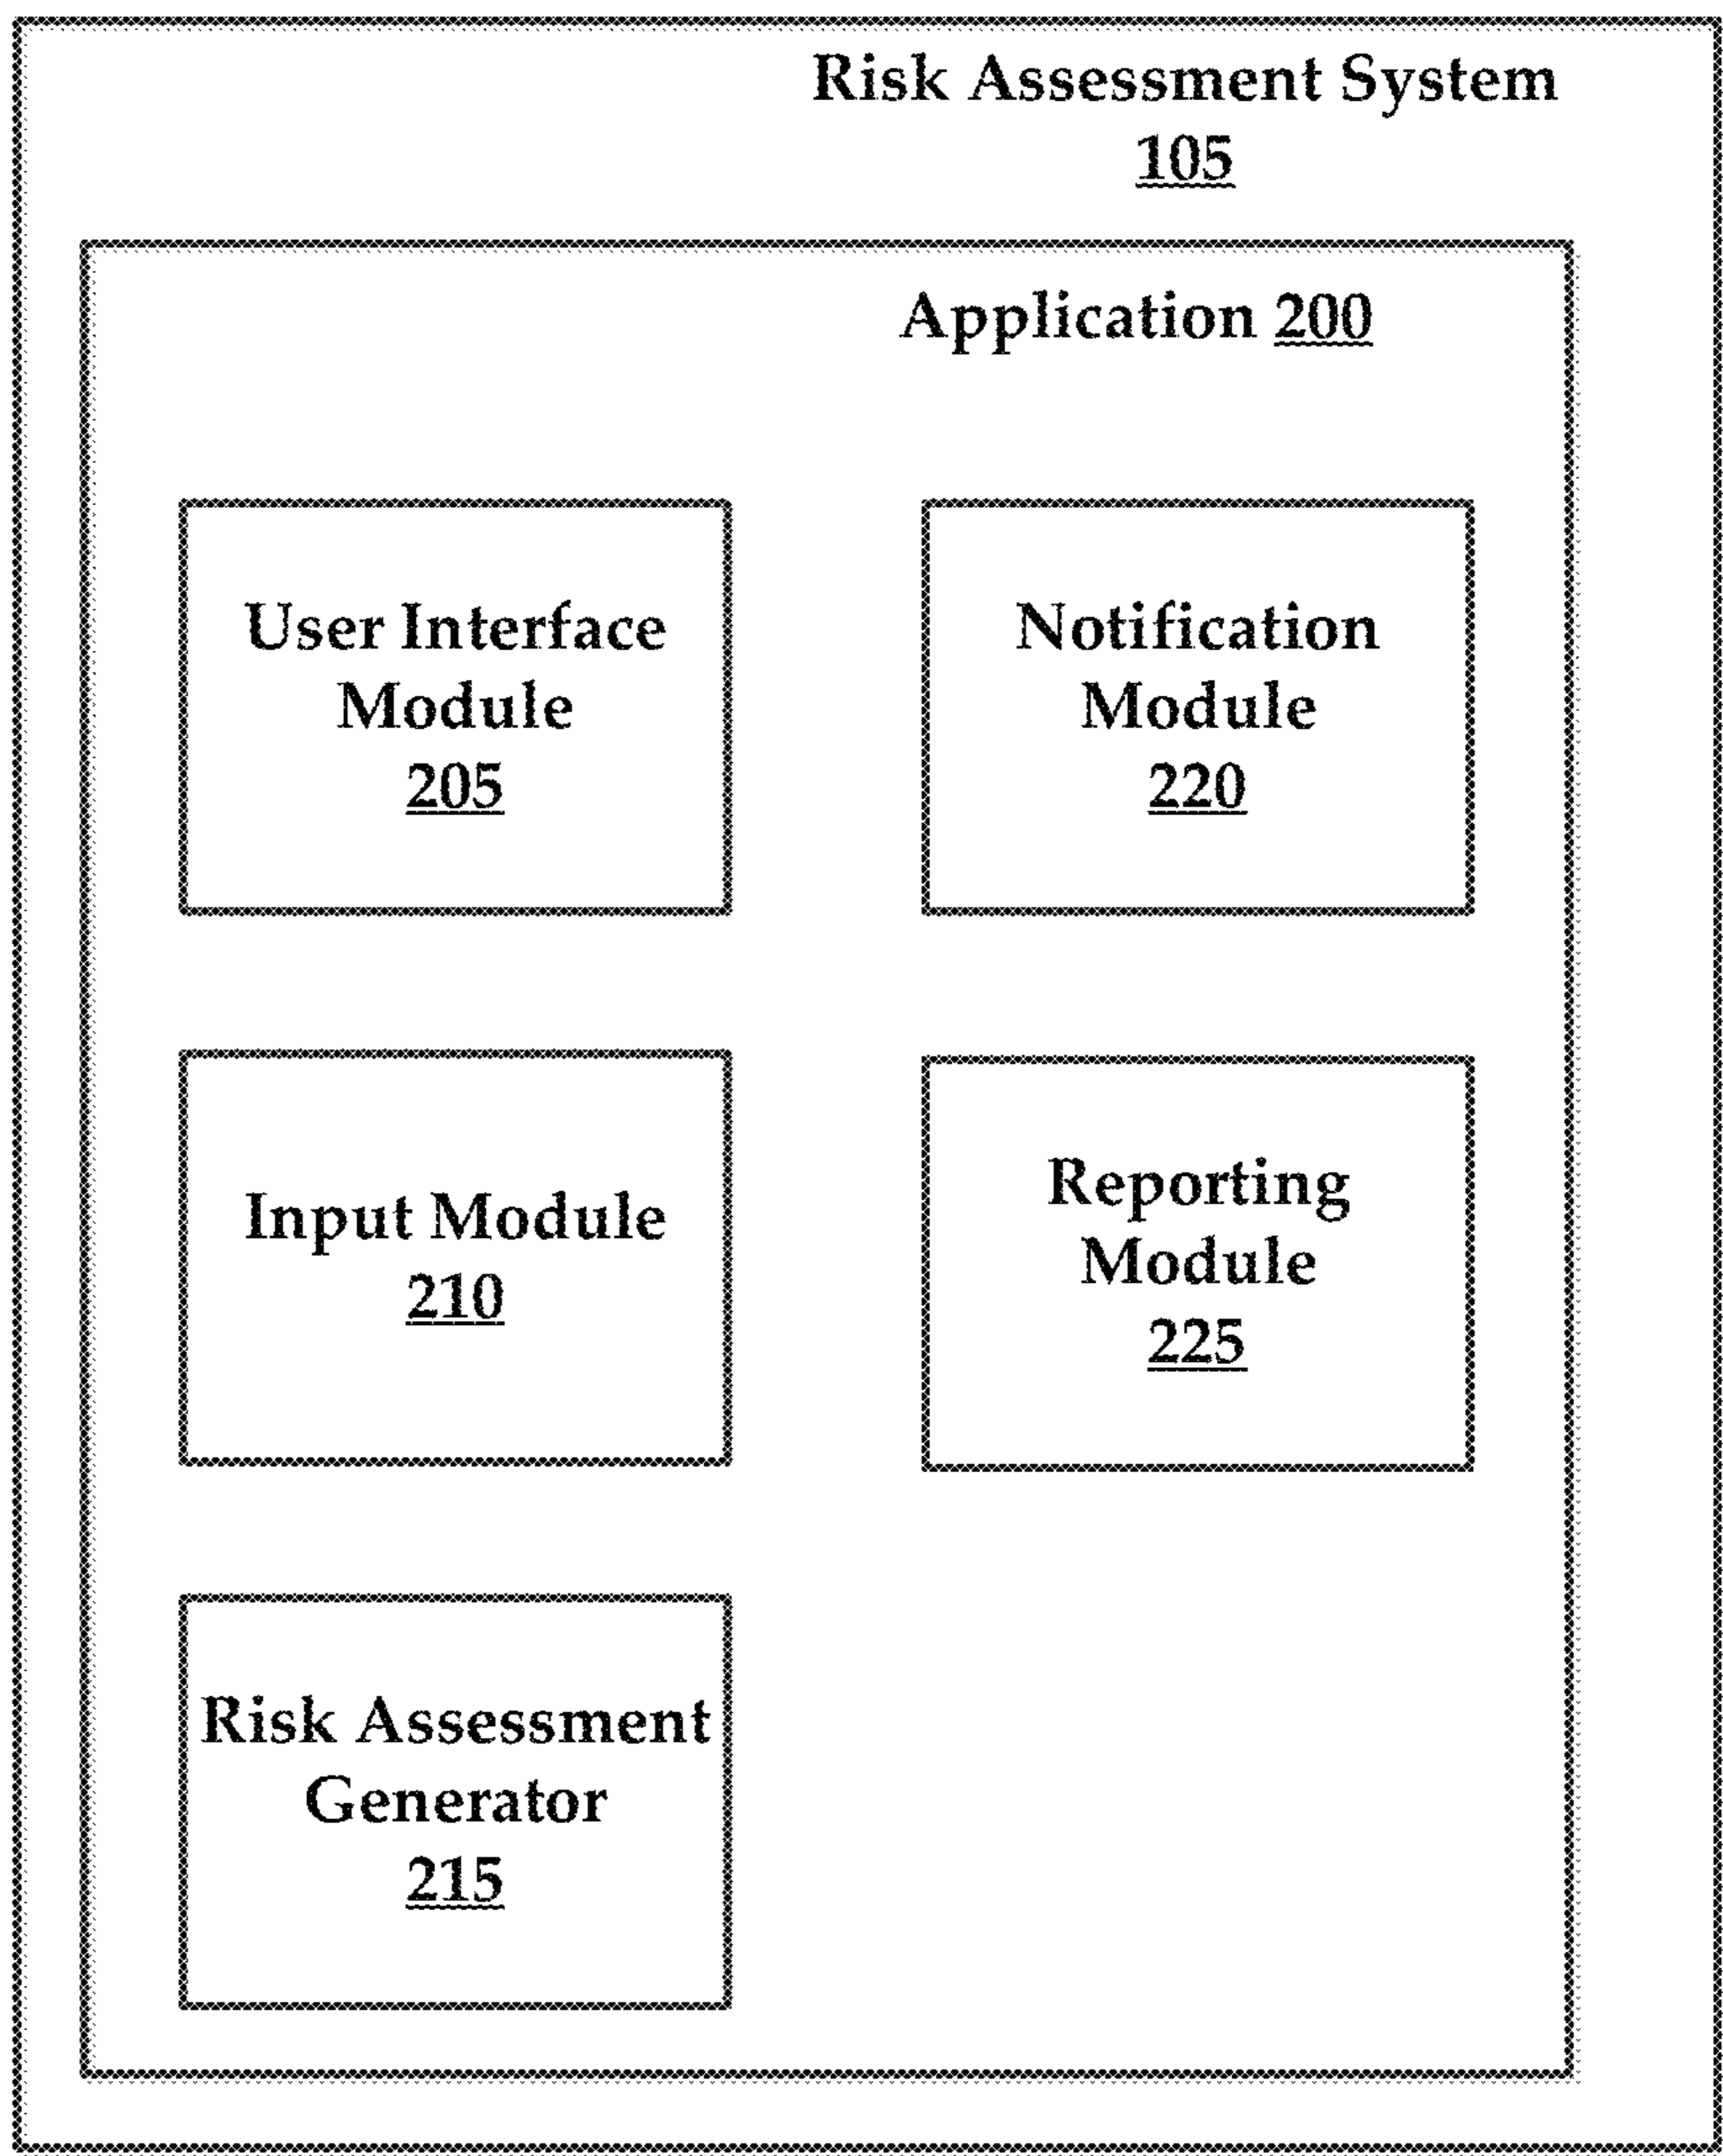 Risk Assessment System
105
Application 200
User Interface
Module
205
Notification
Module
220
Input Module
210
Reporting
Module
225
Risk Assessment
Generator
215